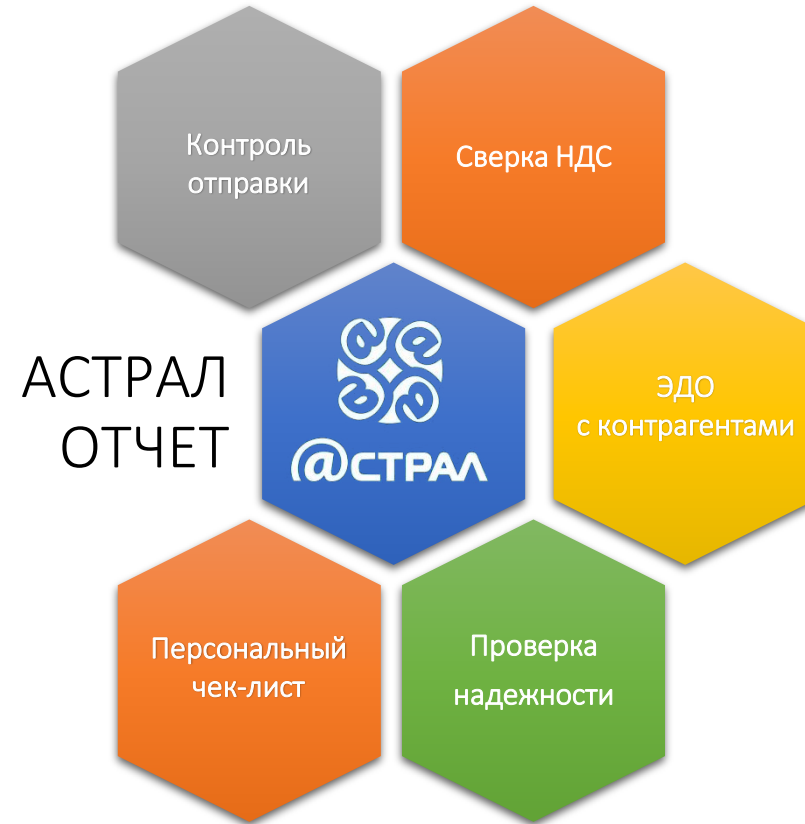 Контроль
отправки
Сверка НДС
АСТРАЛ
ОТЧЕТ
@СТРАЛ
ЭДО
с контрагентами
Персональный
чек-лист
Проверка
надежности